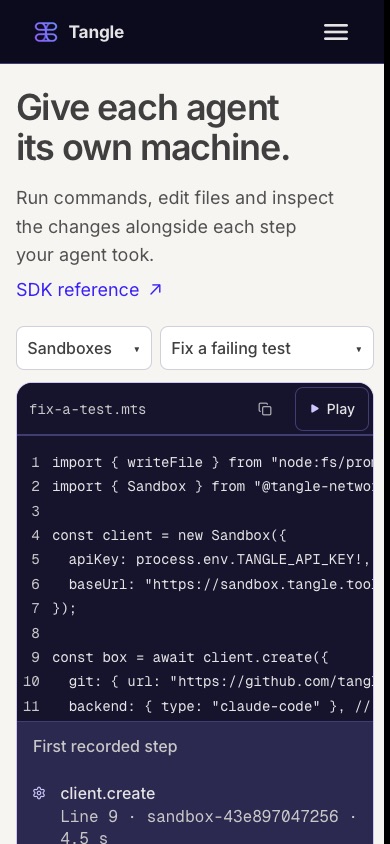 Tangle
Give each agent
its own machine.
Run commands, edit files and inspect
the changes alongside each step
your agent took.
SDK reference ↗
Sandboxes ▾
Fix a failing test ▾
fix-a-test.mts
Play
1 import { writeFile } from "node:fs/pro
2 import { Sandbox } from "@tangle-netwo
3
4 const client = new Sandbox({
5 apiKey: process.env.TANGLE_API_KEY!,
6 baseUrl: "https://sandbox.tangle.too
7 });
8
9 const box = await client.create({
10 git: { url: "https://github.com/tang
11 backend: { type: "claude-code" }, //
First recorded step
client.create
Line 9 · sandbox-43e897047256 ·
4.5 s